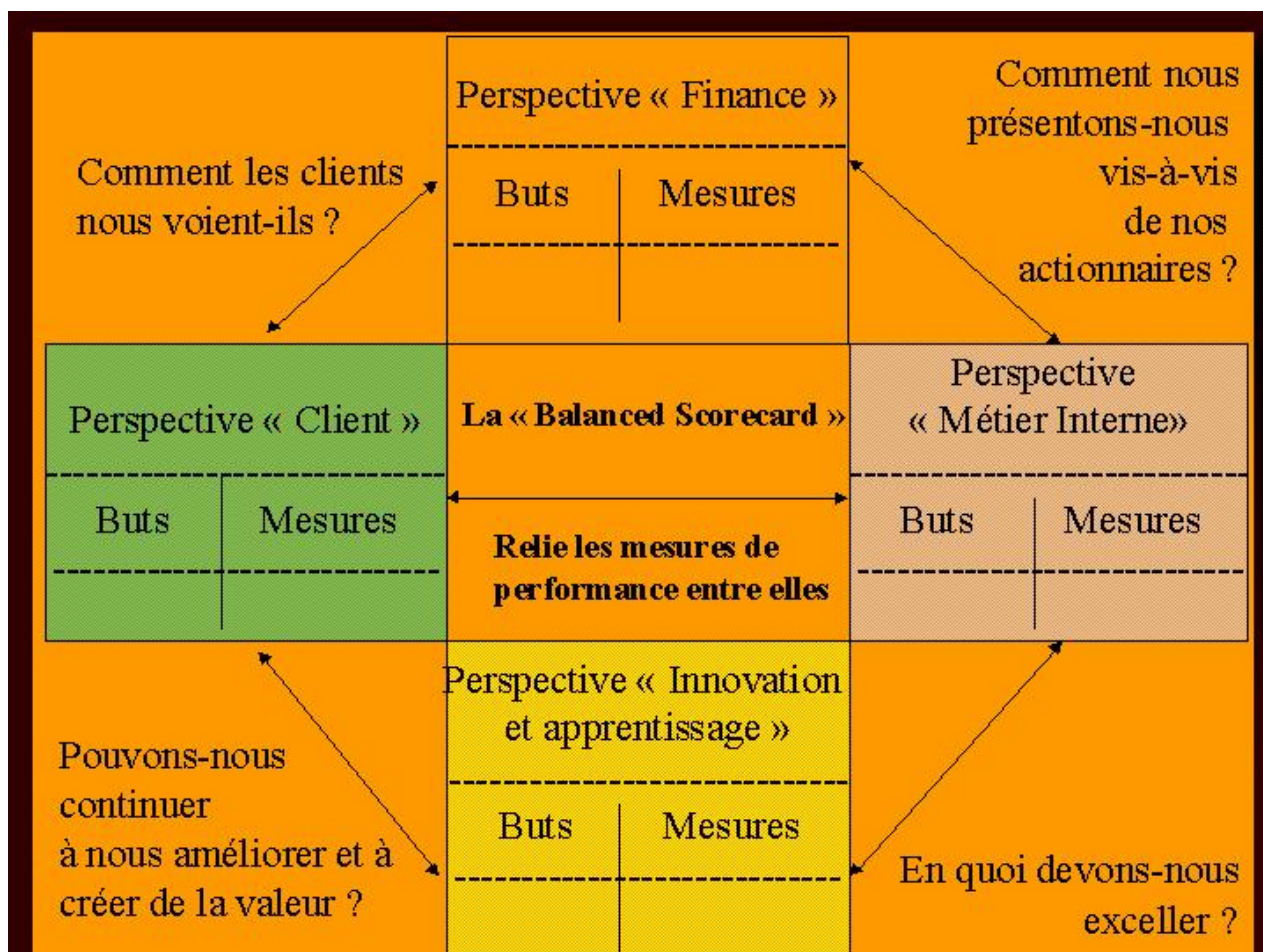 Perspective « Finance »
Buts
Mesures
Comment les clients
nous voient-ils ?
Comment nous
présentons-nous
vis-à-vis
de nos
actionnaires ?
Perspective « Client »
Buts
Mesures
La « Balanced Scorecard »
Relie les mesures de
performance entre elles
Perspective
« Métier Interne»
Buts
Mesures
Perspective « Innovation
et apprentissage »
Buts
Mesures
Pouvons-nous
continuer
à nous améliorer et à
créer de la valeur ?
En quoi devons-nous
exceller ?